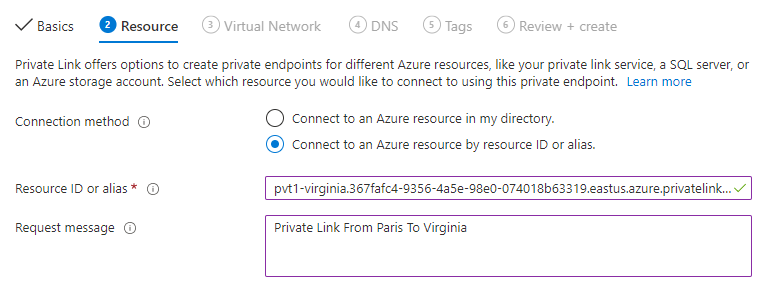 Basics 2 Resource 3 Virtual Network 4 DNS 5 Tags 6 Review + create
Private Link offers options to create private endpoints for different Azure resources, like your private link service, a SQL server, or
an Azure storage account. Select which resource you would like to connect to using this private endpoint. Learn more
Connection method
Connect to an Azure resource in my directory.
Connect to an Azure resource by resource ID or alias.
Resource ID or alias *
pvt1-virginia.367fafc4-9356-4a5e-98e0-074018b63319.eastus.azure.privatelink...
Request message
Private Link From Paris To Virginia